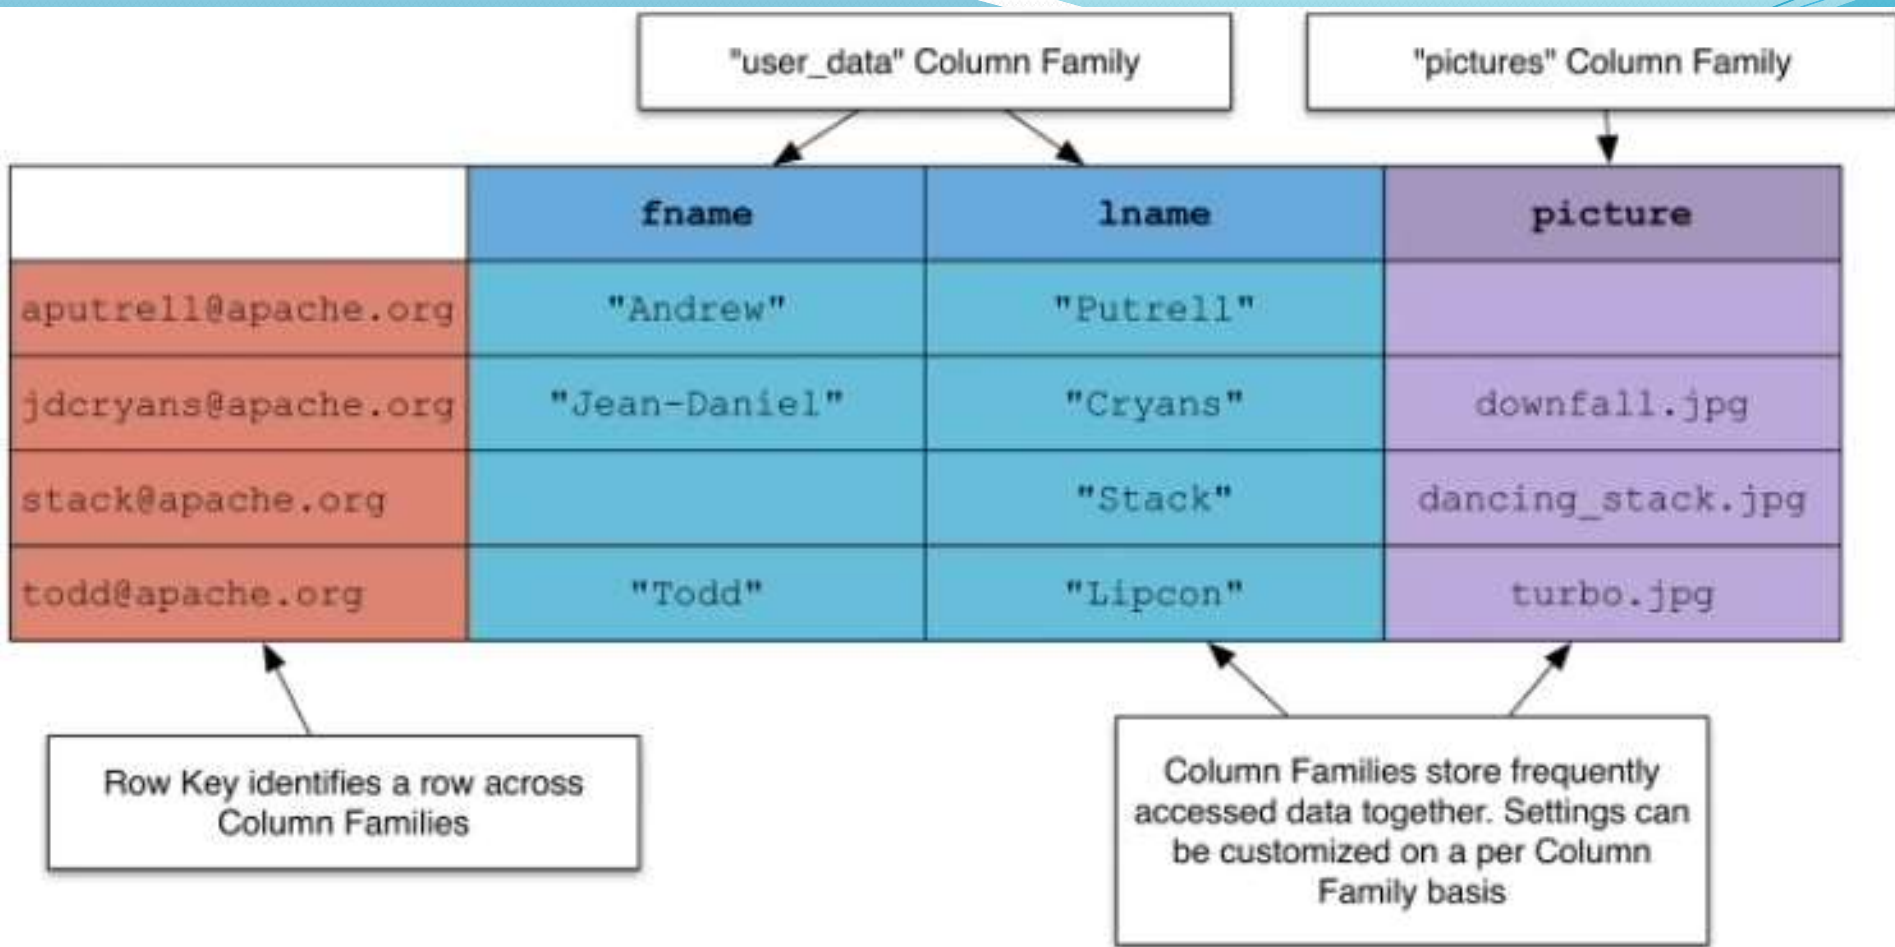 "user_data" Column Family
"pictures" Column Family
fname
lname
picture
aputrell@apache.org
"Andrew"
"Putrell"
jdcryans@apache.org
"Jean-Daniel"
"Cryans"
downfall.jpg
stack@apache.org
"Stack"
dancing_stack.jpg
todd@apache.org
"Todd"
"Lipcon"
turbo.jpg
Row Key identifies a row across
Column Families
Column Families store frequently
accessed data together. Settings can
be customized on a per Column
Family basis